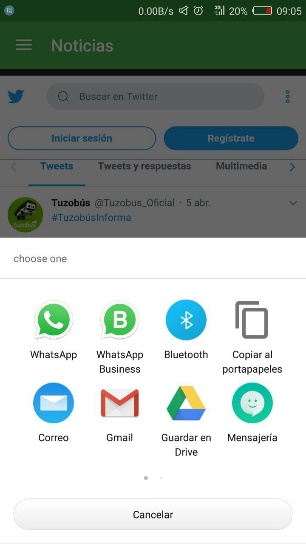 0.00B/s 3G 20% 09:05
Noticias
Buscar en Twitter
Iniciar sesión Regístrate
Tweets Tweets y respuestas Multimedia
Tuzobús @Tuzobus_Oficial · 5 abr.
#TuzobúsInforma
choose one
WhatsApp WhatsApp Business Bluetooth Copiar al portapapeles
Correo Gmail Guardar en Drive Mensajería
Cancelar